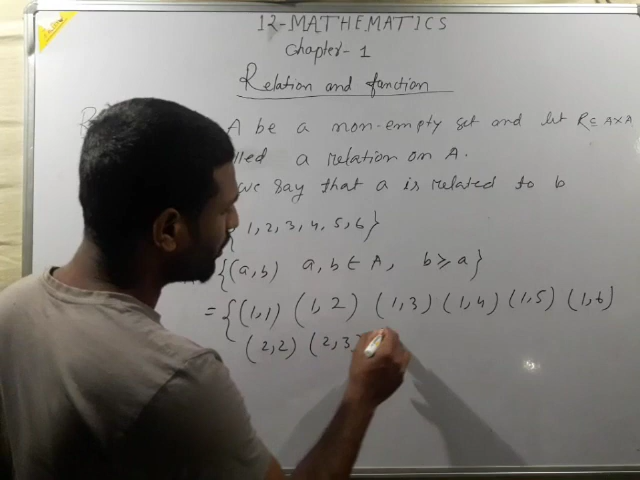 12-MATHEMATICS
Chapter-1
Relation and function
A be a non-empty set and let R⊆A×A
a relation on A.
we say that a is related to b
1,2,3,4,5,6}
{(a,b) a,b∈A, b⩾a}
={(1,1) (1,2) (1,3) (1,4) (1,5) (1,6)
(2,2) (2,3)